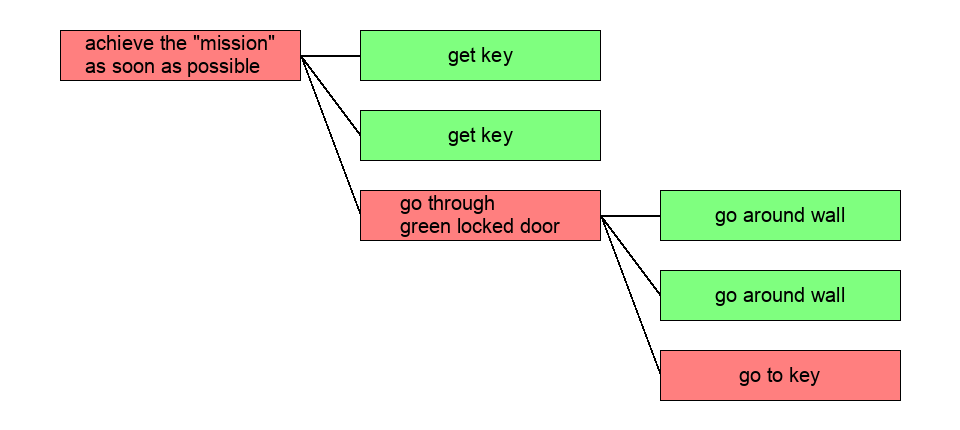 achieve the "mission"
as soon as possible
get key
get key
go through
green locked door
go around wall
go around wall
go to key